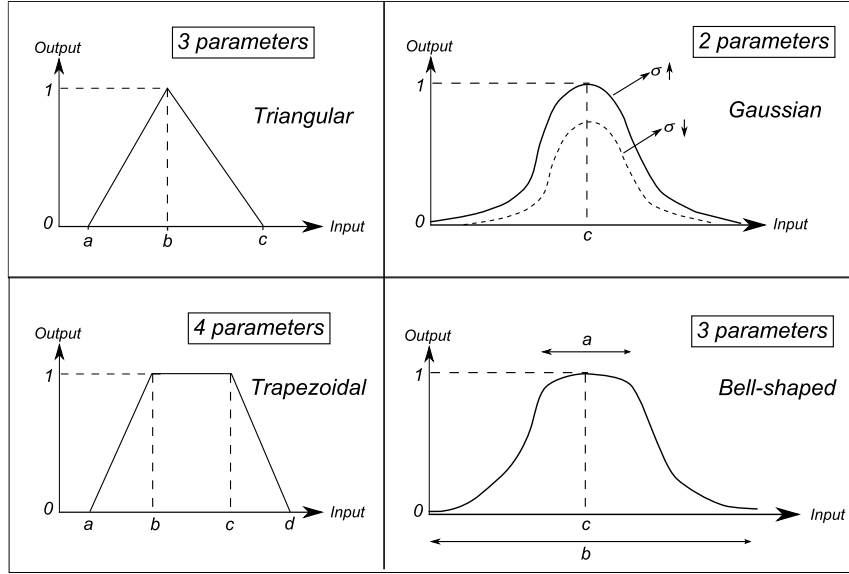 3 parameters
Output
1
Triangular
0
a
b
c
Input
2 parameters
Output
1
σ
σ
Gaussian
0
c
Input
4 parameters
Output
1
Trapezoidal
0
a
b
c
d
Input
3 parameters
Output
a
1
Bell-shaped
0
c
Input
b